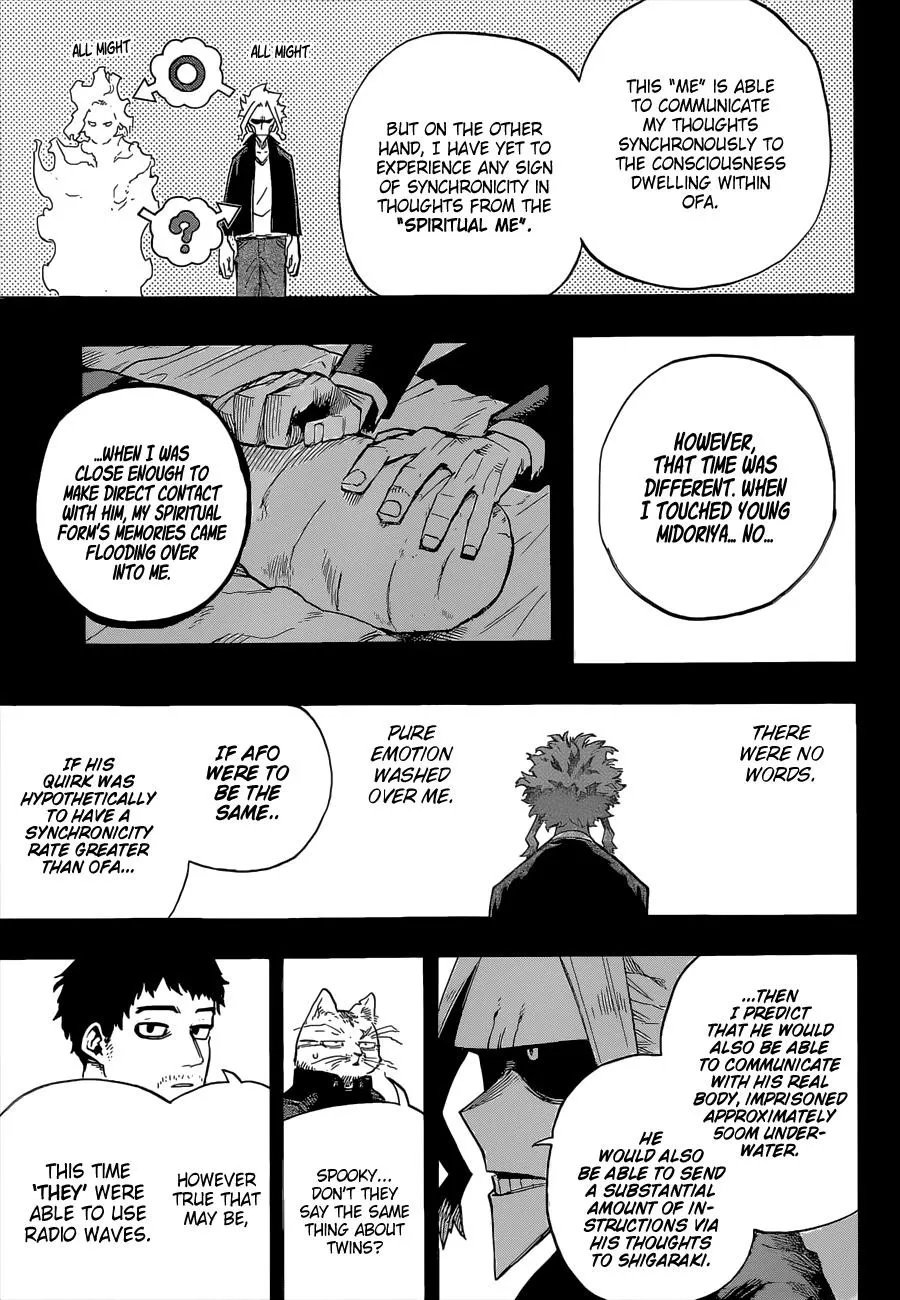 THIS "ME" IS ABLE
TO COMMUNICATE
MY THOUGHTS
SYNCHRONOUSLY TO
THE CONSCIOUSNESS
DWELLING WITHIN
OFA.
BUT ON THE OTHER
HAND, I HAVE YET TO
EXPERIENCE ANY SIGN
OF SYNCHRONICITY IN
THOUGHTS FROM THE
"SPIRITUAL ME".
ALL MIGHT
ALL MIGHT
?
HOWEVER,
THAT TIME WAS
DIFFERENT. WHEN
I TOUCHED YOUNG
MIDORIYA... NO...
...WHEN I WAS
CLOSE ENOUGH TO
MAKE DIRECT CONTACT
WITH HIM, MY SPIRITUAL
FORM'S MEMORIES CAME
FLOODING OVER
INTO ME.
THERE
WERE NO
WORDS.
PURE
EMOTION
WASHED
OVER ME.
IF AFO
WERE TO
BE THE
SAME..
IF HIS
QUIRK WAS
HYPOTHETICALLY
TO HAVE A
SYNCHRONICITY
RATE GREATER
THAN OFA...
...THEN
I PREDICT
THAT HE WOULD
ALSO BE ABLE
TO COMMUNICATE
WITH HIS REAL
BODY, IMPRISONED
APPROXIMATELY
500M UNDER-
WATER.
HE
WOULD ALSO
BE ABLE TO SEND
A SUBSTANTIAL
AMOUNT OF IN-
STRUCTIONS VIA
HIS THOUGHTS
TO SHIGARAKI.
SPOOKY...
DON'T THEY
SAY THE SAME
THING ABOUT
TWINS?
HOWEVER
TRUE THAT
MAY BE,
THIS TIME
'THEY' WERE
ABLE TO USE
RADIO WAVES.